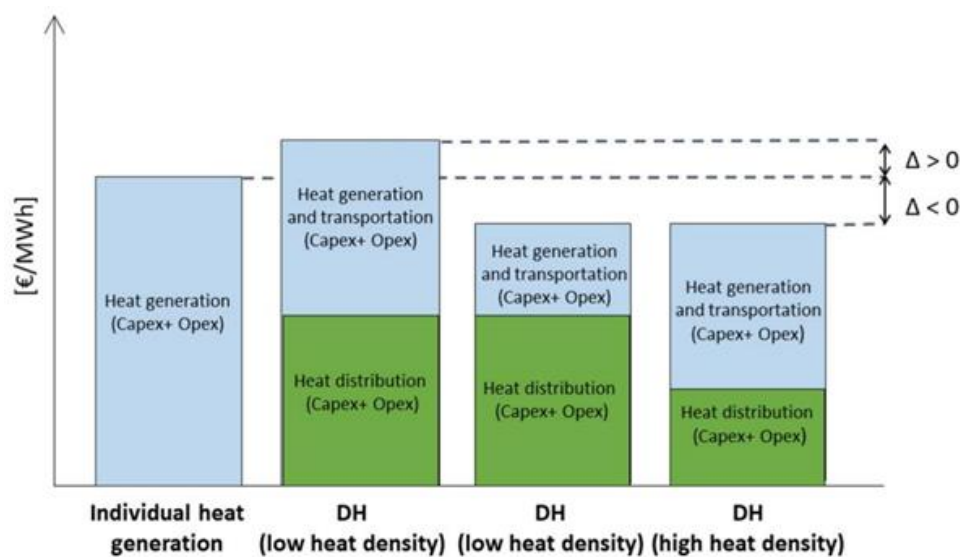 [€/MWh]
Heat generation
(Capex+ Opex)
Heat generation
and transportation
(Capex+ Opex)
Heat distribution
(Capex+ Opex)
Heat generation
and transportation
(Capex+ Opex)
Heat distribution
(Capex+ Opex)
Heat generation
and transportation
(Capex+ Opex)
Heat distribution
(Capex+ Opex)
Δ > 0
Δ < 0
Individual heat
generation
DH
(low heat density)
DH
(low heat density)
DH
(high heat density)